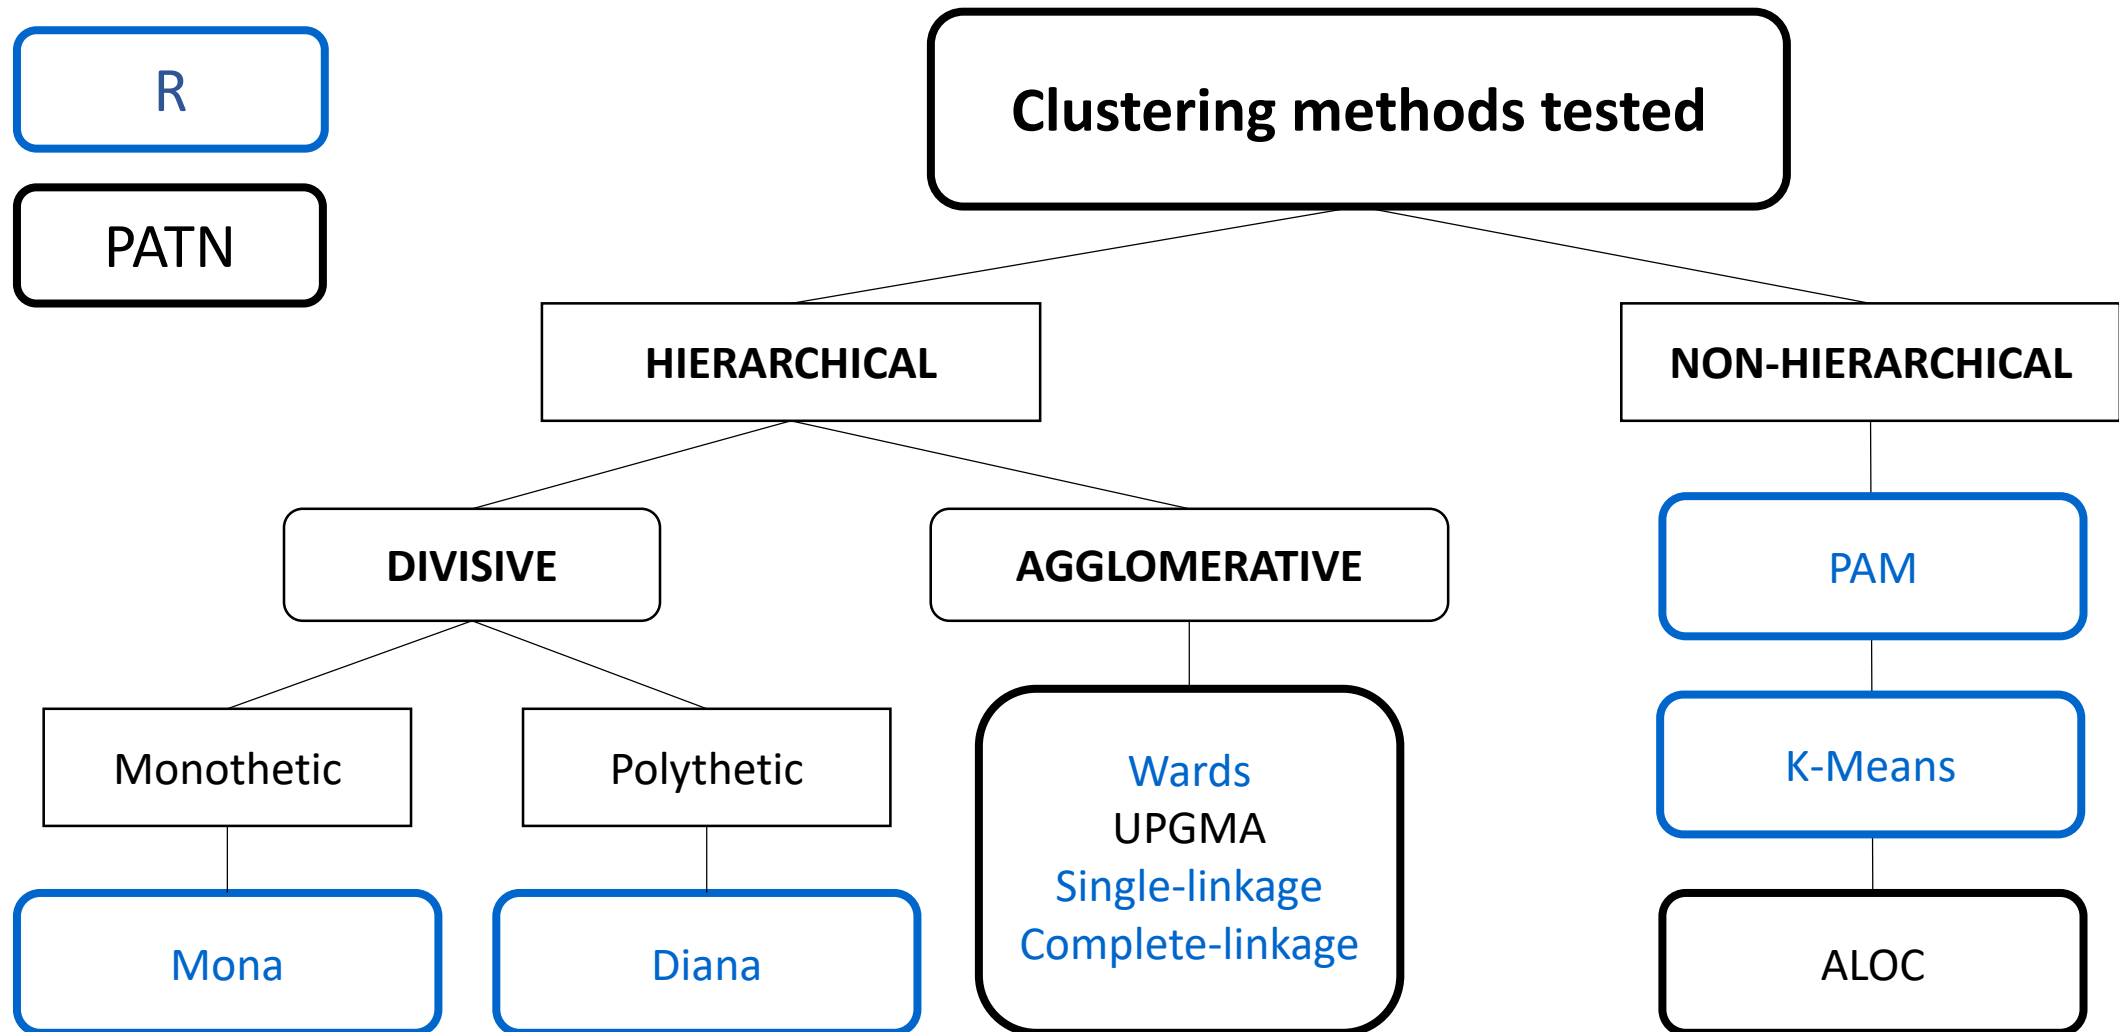 R
PATN
Clustering methods tested
HIERARCHICAL
NON-HIERARCHICAL
DIVISIVE
AGGLOMERATIVE
PAM
Monothetic
Polythetic
Wards
UPGMA
Single-linkage
Complete-linkage
K-Means
Mona
Diana
ALOC